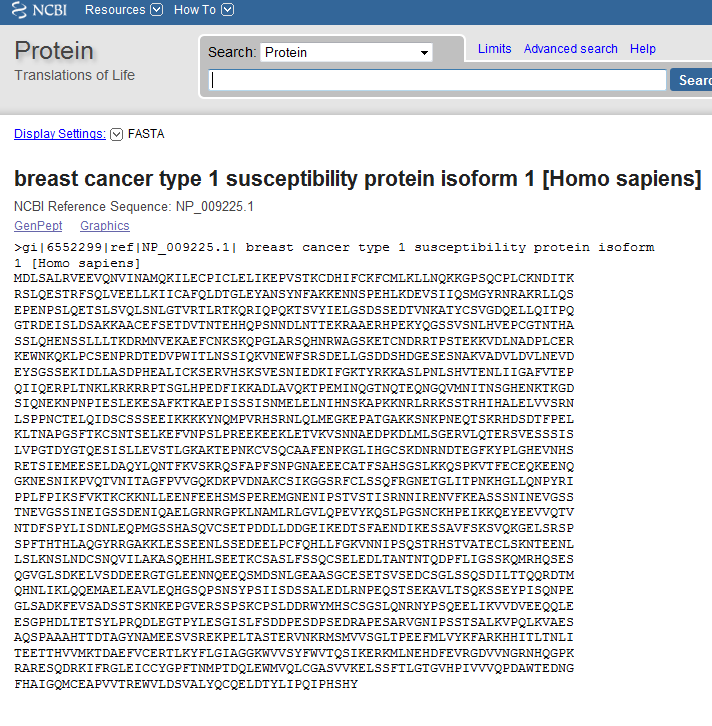 NCBI Resources How To
Protein
Translations of Life
Search: Protein
Limits Advanced search Help
Searc
Display Settings: FASTA
breast cancer type 1 susceptibility protein isoform 1 [Homo sapiens]
NCBI Reference Sequence: NP_009225.1
GenPept Graphics
>gi|6552299|ref|NP_009225.1| breast cancer type 1 susceptibility protein isoform
1 [Homo sapiens]
MDLSALRVEEVQNVINAMQKILECPICLELIKEPVSTKCDHIFCKFCMLKLLNQKKGPSQCPLCKNDITK
RSLQESTRFSQLVEELLKIICAFQLDTGLEYANSYNFAKKENNSPEHLKDEVSIIQSMGYRNRAKRLLQS
EPENPSLQETSLSVQLSNLGTVRTLRTKQRIQPQKTSVYIELGSDSSEDTVNKATYCSVGDQELLQITPQ
GTRDEISLDSAKKAACEFSETDVTNTEHHQPSNNDLNTTEKRAAERHPEKYQGSSVSNLHVEPCGTNTHA
SSLQHENSSLLLTKDRMNVEKAEFCNKSKQPGLARSQHNRWAGSKETCNDRRTPSTEKKVDLNADPLCER
KEWNKQKLPCSENPRDTEDVPWITLNSSIQKVNEWFSRSDELLGSDDSHDGESESNAKVADVLDVLNEVD
EYSGSSEKIDLLASDPHEALICKSERVHSKSVESNIEDKIFGKTYRKKASLPNLSHVTENLIIGAFVTEP
QIIQERPLTNKLKRKRRPTSGLHPEDFIKKADLAVQKTPEMINQGTNQTEQNGQVMNITNSGHENKTKGD
SIQNEKNPNPIESLEKESAFKTKAEPISSSISNMELELNIHNSKAPKKNRLRRKSSTRHIHALELVVSRN
LSPPNCTELQIDSCSSSEEIKKKKYNQMPVRHSRNLQLMEGKEPATGAKKSNKPNEQTSKRHDSDTFPEL
KLTNAPGSFTKCSNTSELKEFVNPSLPREEKEEKLETVKVSNNAEDPKDLMLSGERVLQTERSVESSSIS
LVPGTDYGTQESISLLEVSTLGKAKTEPNKCVSQCAAFENPKGLIHGCSKDNRNDTEGFKYPLGHEVNHS
RETSIEMEESELDAQYLQNTFKVSKRQSFAPFSNPGNAEEECATFSAHSGSLKKQSPKVTFECEQKEENQ
GKNESNIKPVQTVNITAGFPVVGQKDKPVDNAKCSIKGGSRFCLSSQFRGNETGLITPNKHGLLQNPYRI
PPLFPIKSFVKTKCKKNLLEENFEEHSMSPEREMGNENIPSTVSTISRNNIRENVFKEASSSNINEVGSS
TNEVGSSINEIGSSDENIQAELGRNRGPKLNAMLRLGVLQPEVYKQSLPGSNCKHPEIKKQEYEEVVQTV
NTDFSPYLISDNLEQPMGSSHASQVCSETPDDLLDDGEIKEDTSFAENDIKESSAVFSKSVQKGELSRSP
SPFTHTHLAQGYRRGAKKLESSEENLSSEDEELPCFQHLLFGKVNNIPSQSTRHSTVATECLSKNTEENL
LSLKNSLNDCSNQVILAKASQEHHLSEETKCSASLFSSQCSELEDLTANTNTQDPFLIGSSKQMRHQSES
QGVGLSDKELVSDDEERGTGLEENNQEEQSMDSNLGEAASGCESETSVSEDCSGLSSQSDILTTQQRDTM
QHNLIKLQQEMAELEAVLEQHGSQPSNSYPSIISDSSALEDLRNPEQSTSEKAVLTSQKSSEYPISQNPE
GLSADKFEVSADSSTSKNKEPGVERSSPSKCPSLDDRWYMHSCSGSLQNRNYPSQEELIKVVDVEEQQLE
ESGPHDLTETSYLPRQDLEGTPYLESGISLFSDDPESDPSEDRAPESARVGNIPSSTSALKVPQLKVAES
AQSPAAAHTTDTAGYNAMEESVSREKPELTASTERVNKRMSMVVSGLTPEEFMLVYKFARKHHITLTNLI
TEETTHVVMKTDAEFVCERTLKYFLGIAGGKWVVSYFWVTQSIKERKMLNEHDFEVRGDVVNGRNHQGPK
RARESQDRKIFRGLEICCYGPFTNMPTDQLEWMVQLCGASVVKELSSFTLGTGVHPIVVVQPDAWTEDNG
FHAIGQMCEAPVVTREWVLDSVALYQCQELDTYLIPQIPHSHY